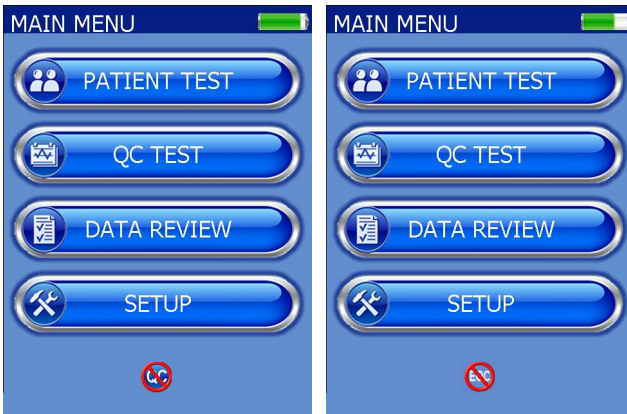 MAIN MENU
PATIENT TEST
QC TEST
DATA REVIEW
SETUP
QC
MAIN MENU
PATIENT TEST
QC TEST
DATA REVIEW
SETUP
EQC